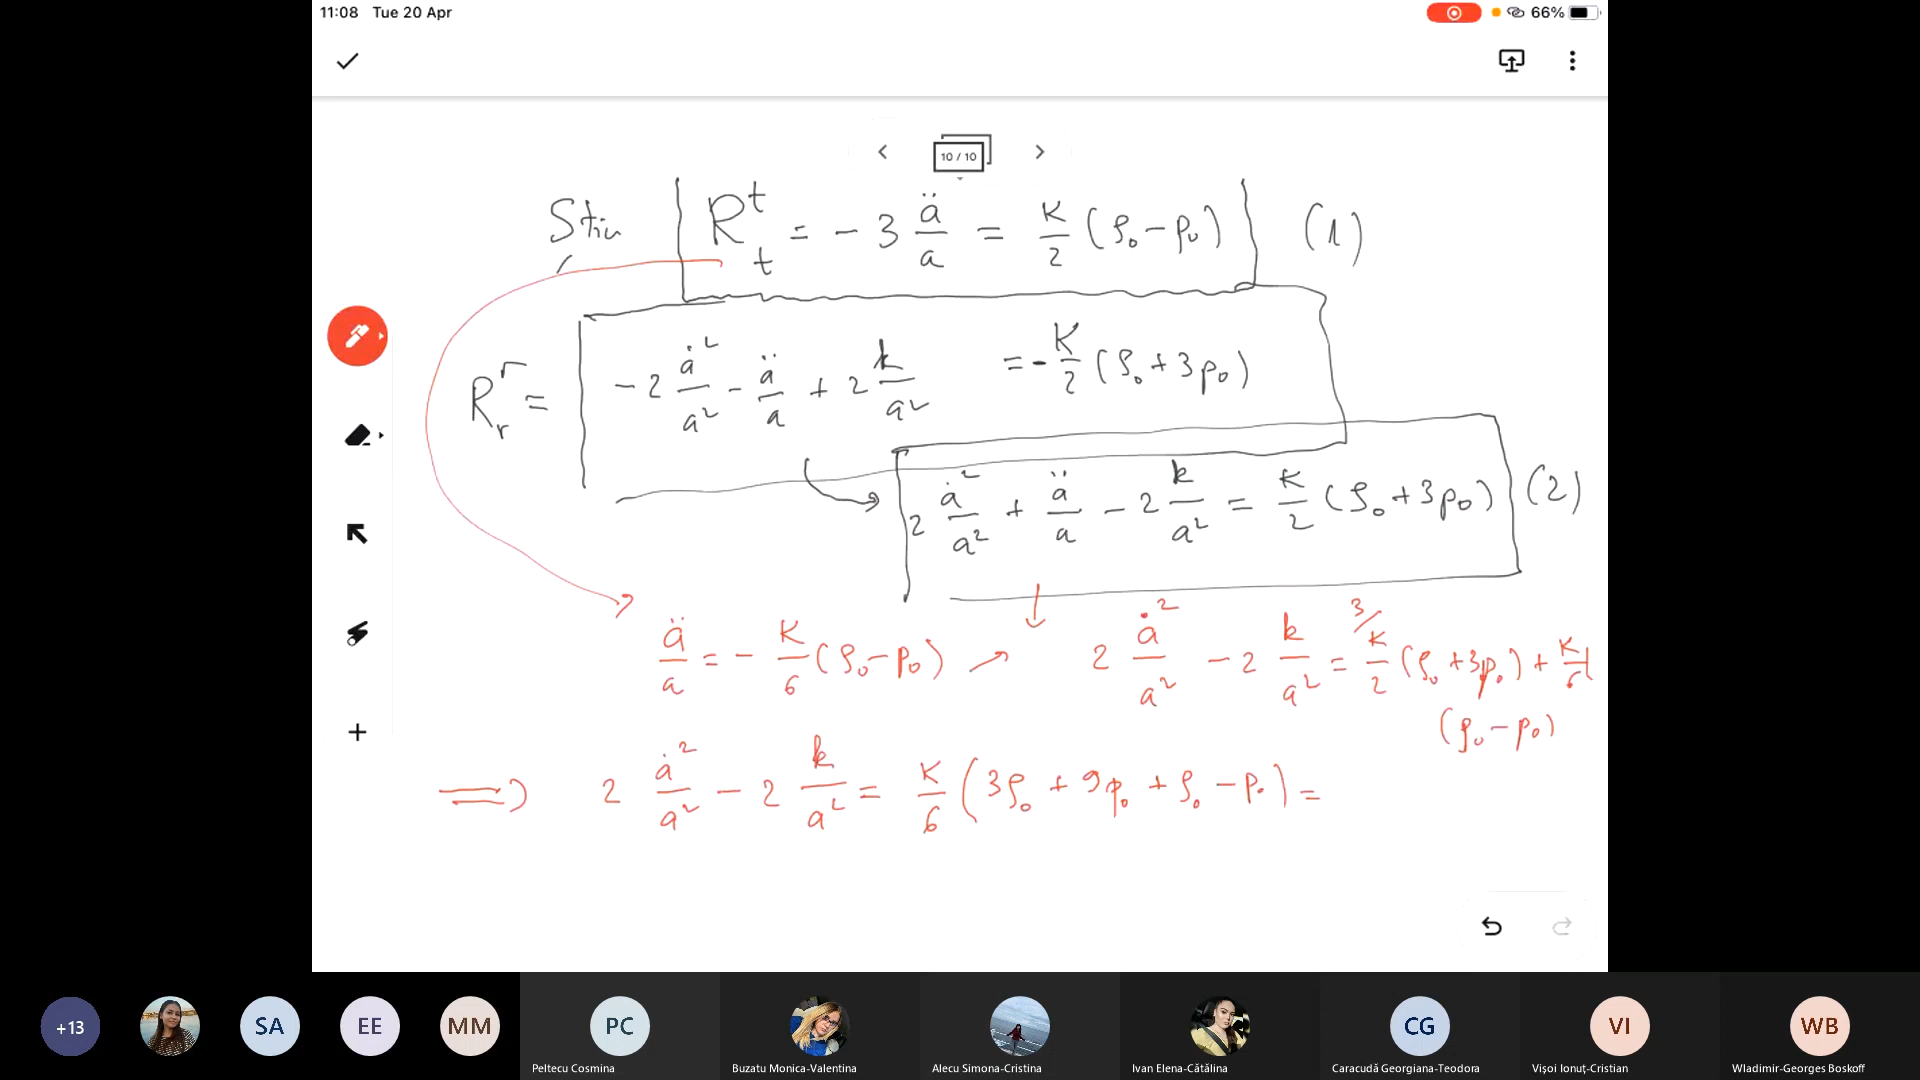 11:08 Tue 20 Apr
66%
10 / 10
Știu R^t_t = -3 ä/a = K/2 (ρ₀ - p₀) (1)
R^r_r = -2 ȧ²/a² - ä/a + 2 k/a² = - K/2 (ρ₀ + 3p₀)
2 ȧ²/a² + ä/a - 2 k/a² = K/2 (ρ₀ + 3p₀) (2)
ä/a = - K/6 (ρ₀ - p₀) → 2 ȧ²/a² - 2 k/a² = ³⁄ K/2 (ρ₀ + 3p₀) + K/6
(ρ₀ - p₀)
⇒ 2 ȧ²/a² - 2 k/a² = K/6 (3ρ₀ + 9p₀ + ρ₀ - p₀) =
+13 SA EE MM PC CG VI WB
Peltecu Cosmina Buzatu Monica-Valentina Alecu Simona-Cristina Ivan Elena-Cătălina Caracudă Georgiana-Teodora Vișoi Ionuț-Cristian Wladimir-Georges Boskoff